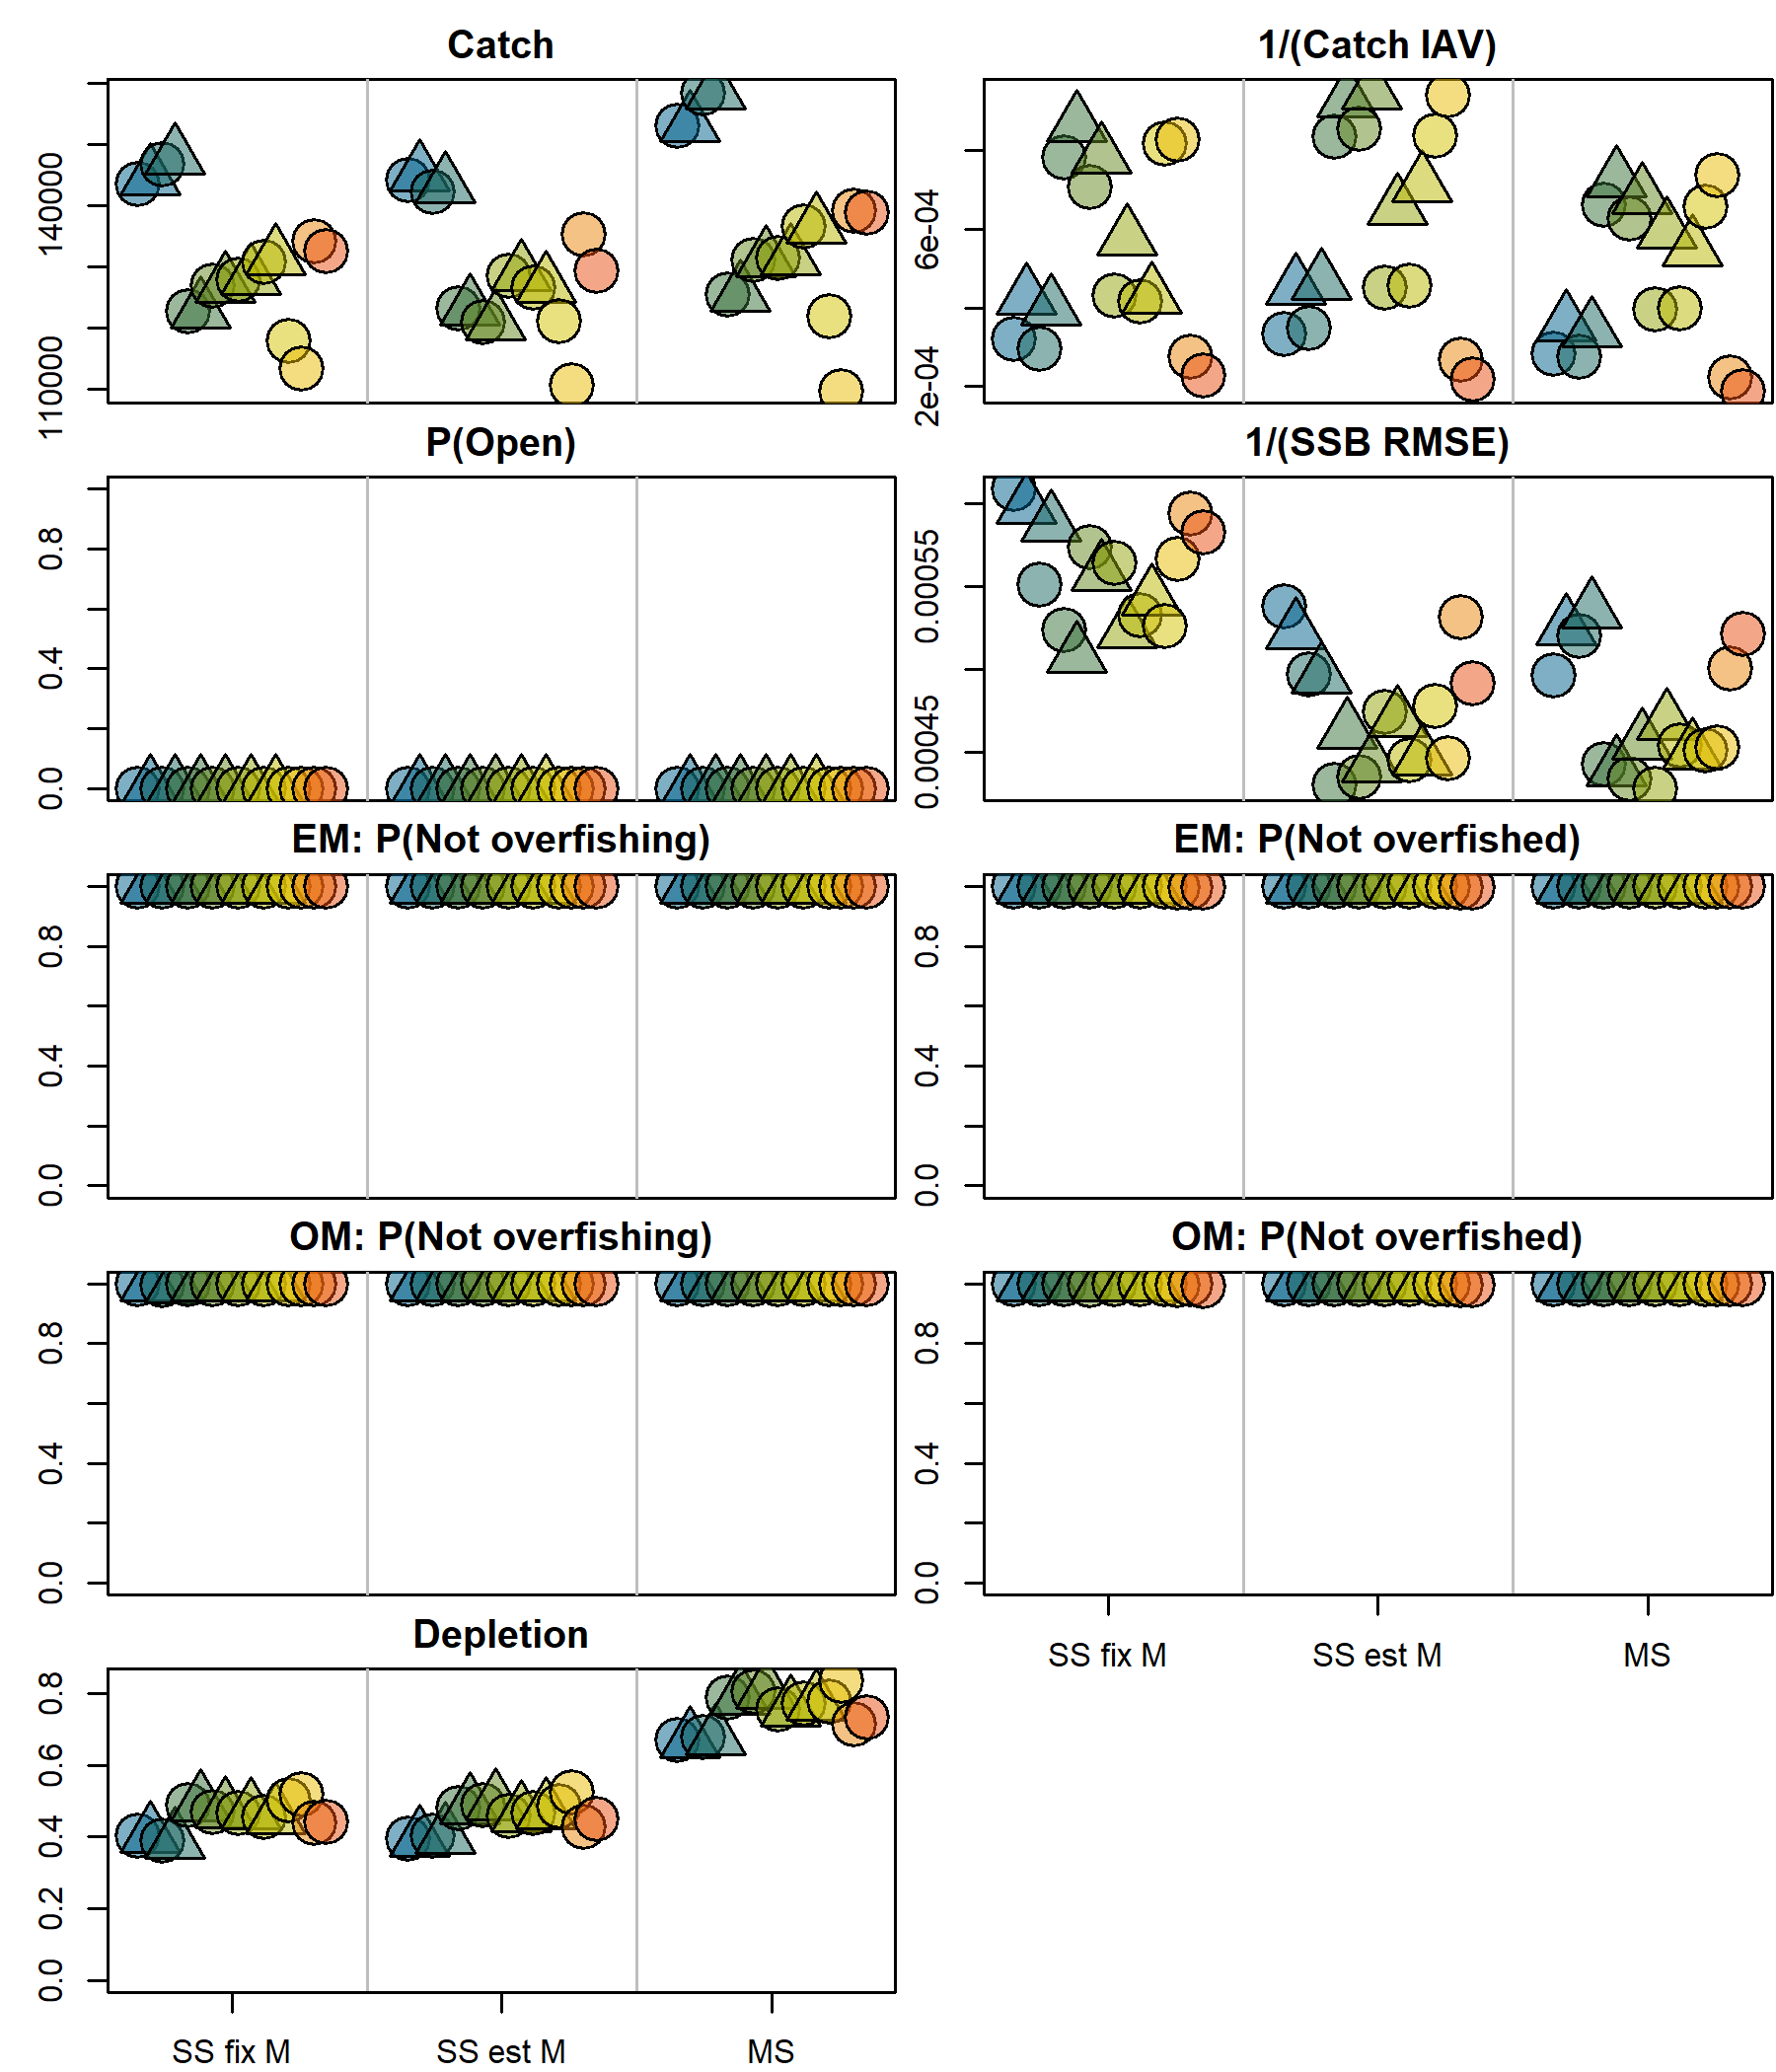 Catch
1/(Catch IAV)
140000
110000
6e-04
2e-04
P(Open)
1/(SSB RMSE)
0.8
0.4
0.0
0.00055
0.00045
EM: P(Not overfishing)
EM: P(Not overfished)
0.8
0.4
0.0
0.8
0.4
0.0
OM: P(Not overfishing)
OM: P(Not overfished)
0.8
0.4
0.0
0.8
0.4
0.0
SS fix M
SS est M
MS
Depletion
0.8
0.6
0.4
0.2
0.0
SS fix M
SS est M
MS